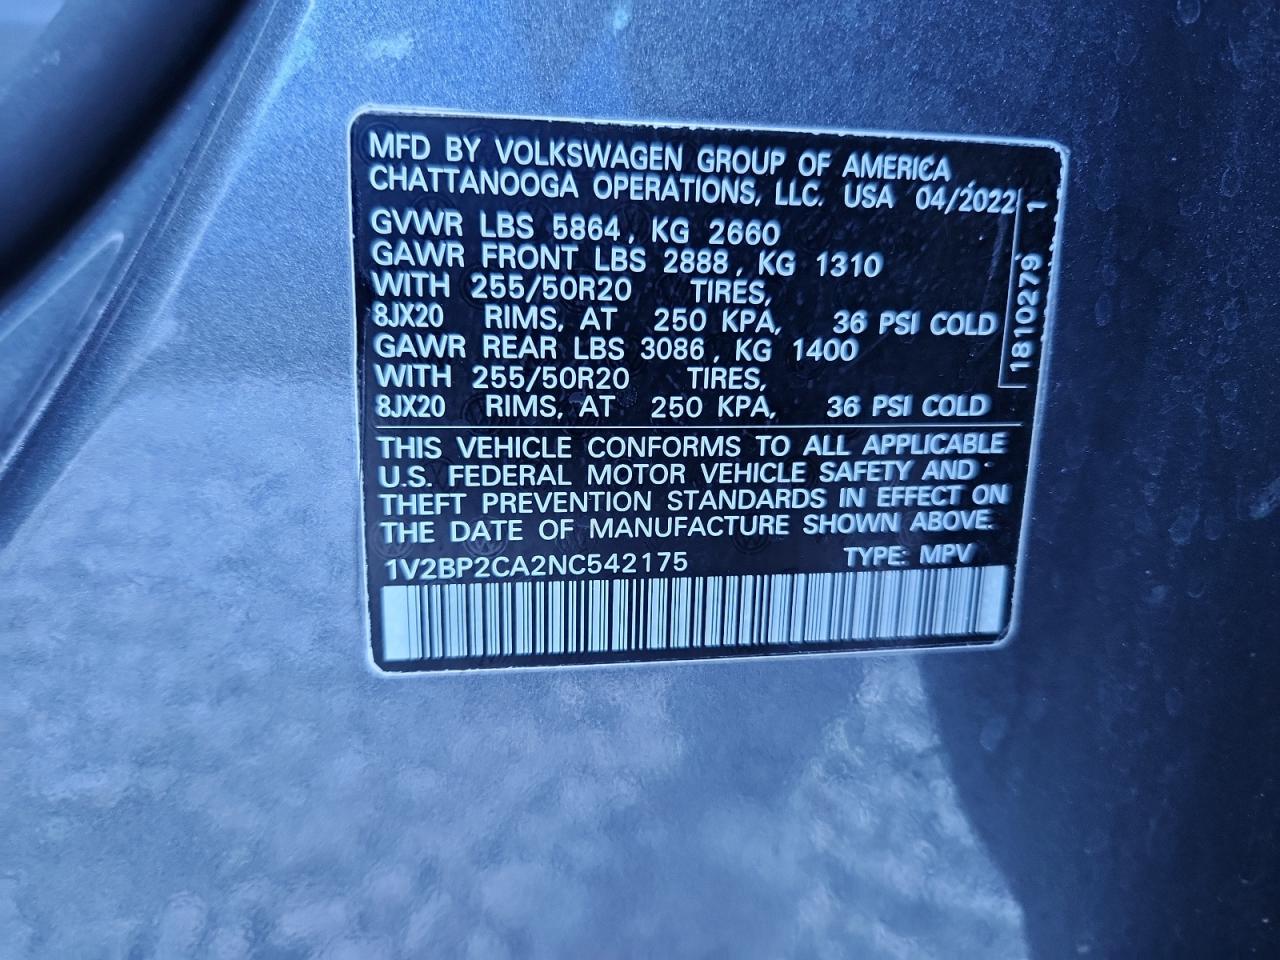 MFD BY VOLKSWAGEN GROUP OF AMERICA
CHATTANOOGA OPERATIONS, LLC. USA 04/2022
GVWR LBS 5864, KG 2660
GAWR FRONT LBS 2888, KG 1310
WITH 255/50R20 TIRES,
8JX20 RIMS, AT 250 KPA, 36 PSI COLD
GAWR REAR LBS 3086, KG 1400
WITH 255/50R20 TIRES,
8JX20 RIMS, AT 250 KPA, 36 PSI COLD
1810279 1
THIS VEHICLE CONFORMS TO ALL APPLICABLE
U.S. FEDERAL MOTOR VEHICLE SAFETY AND
THEFT PREVENTION STANDARDS IN EFFECT ON
THE DATE OF MANUFACTURE SHOWN ABOVE.
1V2BP2CA2NC542175 TYPE: MPV